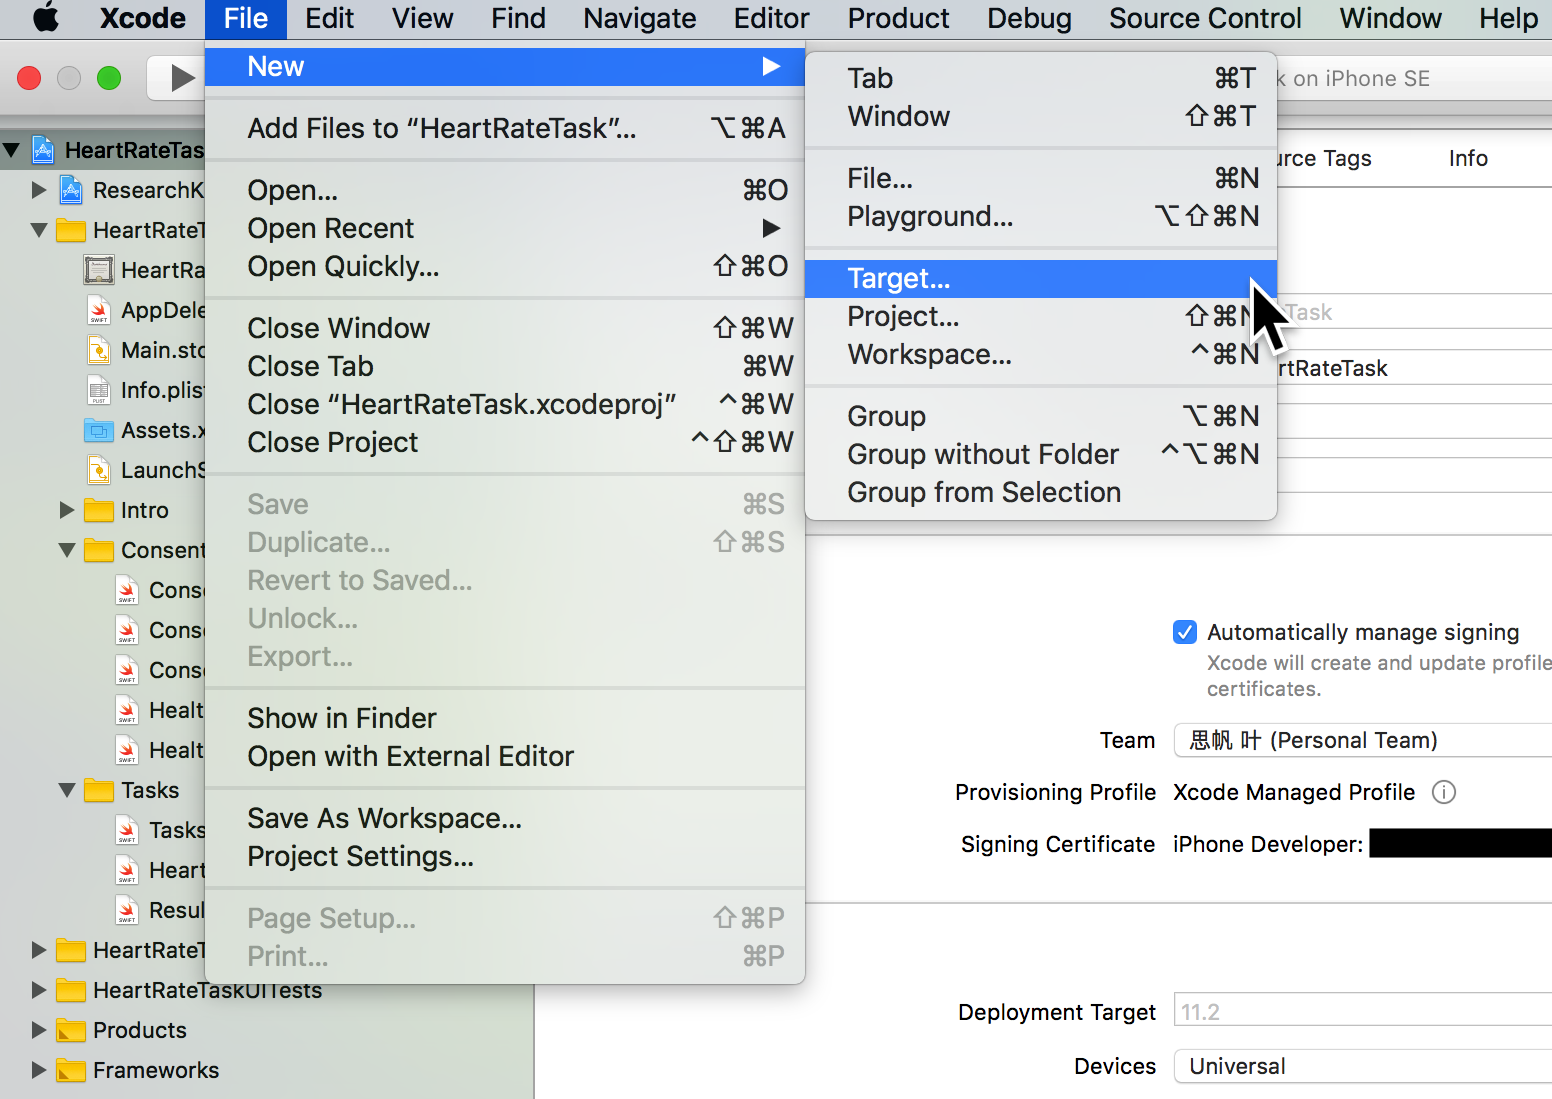 Xcode File Edit View Find Navigate Editor Product Debug Source Control Window Help
New
Add Files to “HeartRateTask”... ⌥⌘A
Open... ⌘O
Open Recent
Open Quickly... ⇧⌘O
Close Window ⇧⌘W
Close Tab ⌘W
Close “HeartRateTask.xcodeproj” ^⌘W
Close Project ^⇧⌘W
Save ⌘S
Duplicate... ⇧⌘S
Revert to Saved...
Unlock...
Export...
Show in Finder
Open with External Editor
Save As Workspace...
Project Settings...
Page Setup... ⇧⌘P
Print... ⌘P
Tab ⌘T
Window ⇧⌘T
File... ⌘N
Playground... ⌥⇧⌘N
Target...
Project... ⇧⌘N
Workspace... ^⌘N
Group ⌥⌘N
Group without Folder ^⌥⌘N
Group from Selection
HeartRateTas
ResearchK
HeartRateT
HeartRa
AppDele
Main.sto
Info.plist
Assets.x
LaunchS
Intro
Consent
Conse
Conse
Conse
Healt
Healt
Tasks
Tasks
Heart
Resul
HeartRateT
HeartRateTaskUITests
Products
Frameworks
k on iPhone SE
urce Tags Info
Task
rtRateTask
Automatically manage signing
Xcode will create and update profile
certificates.
Team 思帆 叶 (Personal Team)
Provisioning Profile Xcode Managed Profile
Signing Certificate iPhone Developer:
Deployment Target 11.2
Devices Universal